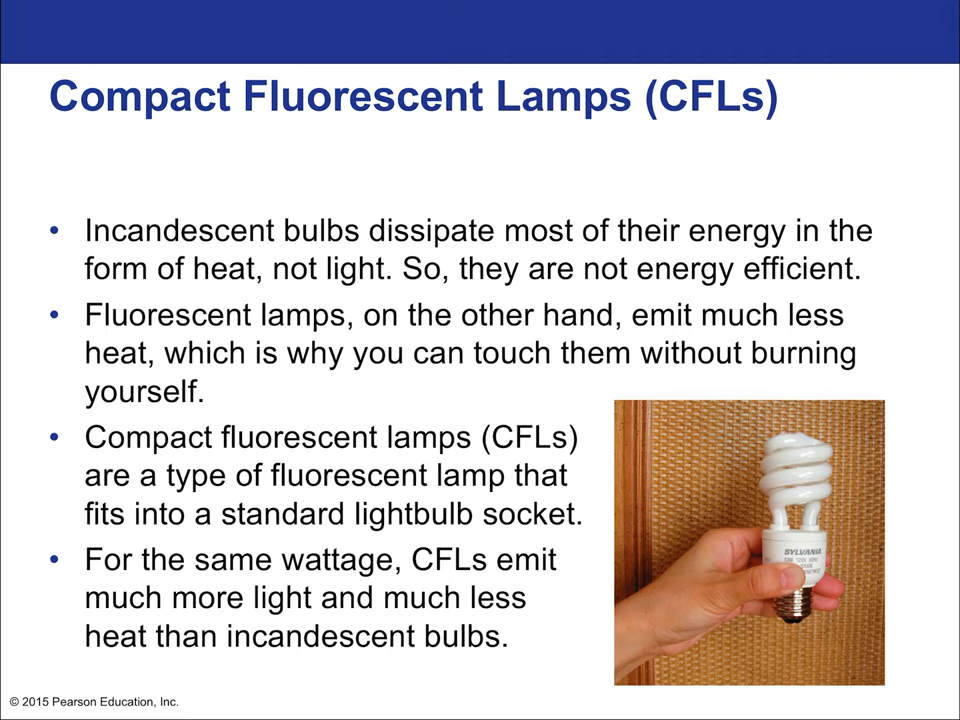 Compact Fluorescent Lamps (CFLs)
• Incandescent bulbs dissipate most of their energy in the
form of heat, not light. So, they are not energy efficient.
• Fluorescent lamps, on the other hand, emit much less
heat, which is why you can touch them without burning
yourself.
• Compact fluorescent lamps (CFLs)
are a type of fluorescent lamp that
fits into a standard lightbulb socket.
• For the same wattage, CFLs emit
much more light and much less
heat than incandescent bulbs.
SYLVANIA
120V 60Hz
© 2015 Pearson Education, Inc.